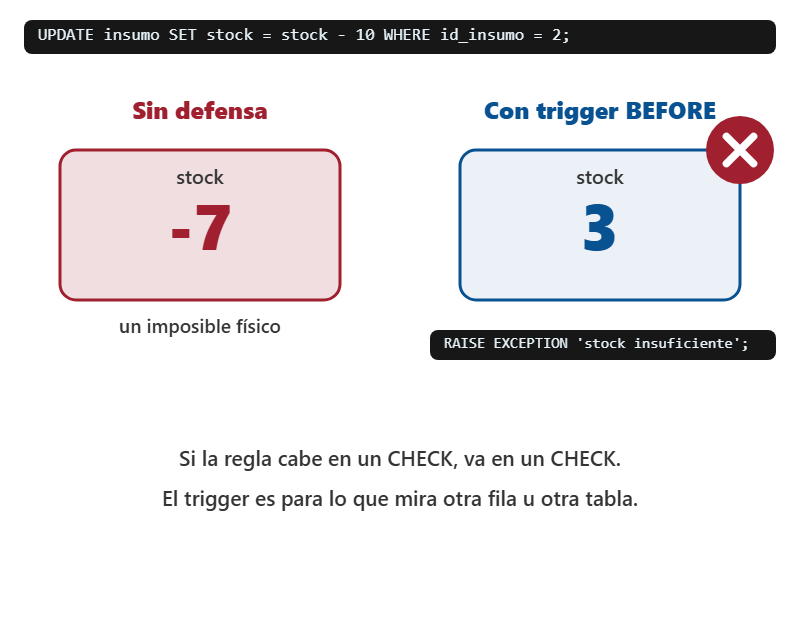 UPDATE insumo SET stock = stock - 10 WHERE id_insumo = 2;
Sin defensa
Con trigger BEFORE
stock
-7
stock
3
un imposible físico
RAISE EXCEPTION 'stock insuficiente';
Si la regla cabe en un CHECK, va en un CHECK.
El trigger es para lo que mira otra fila u otra tabla.